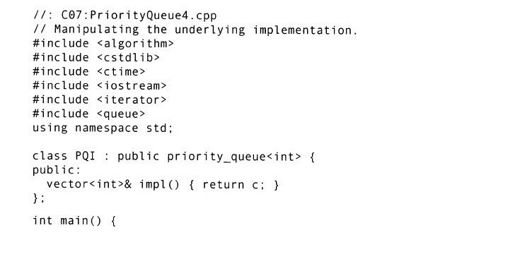 //: C07:PriorityQueue4.cpp
// Manipulating the underlying implementation.
#include <algorithm>
#include <cstdlib>
#include <ctime>
#include <iostream>
#include <iterator>
#include <queue>
using namespace std;
class PQI : public priority_queue<int> {
public:
  vector<int>& impl() { return c; }
};
int main() {